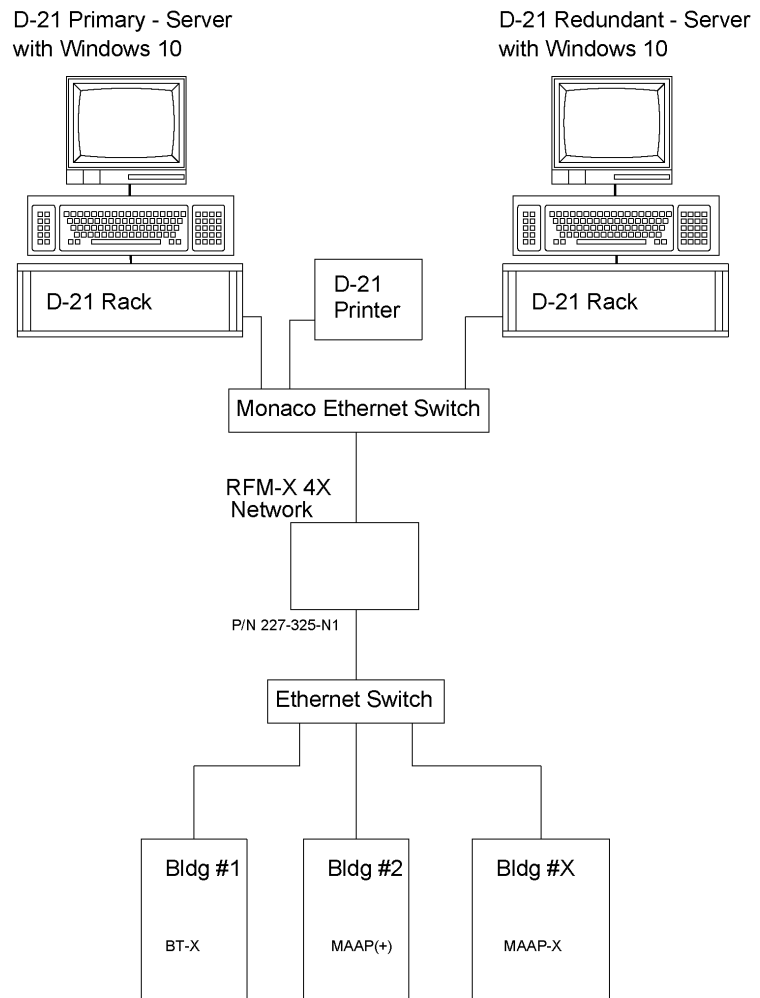 D-21 Primary - Server
with Windows 10
D-21 Redundant - Server
with Windows 10
D-21 Rack
D-21
Printer
D-21 Rack
Monaco Ethernet Switch
RFM-X 4X
Network
P/N 227-325-N1
Ethernet Switch
Bldg #1
Bldg #2
Bldg #X
BT-X
MAAP(+)
MAAP-X